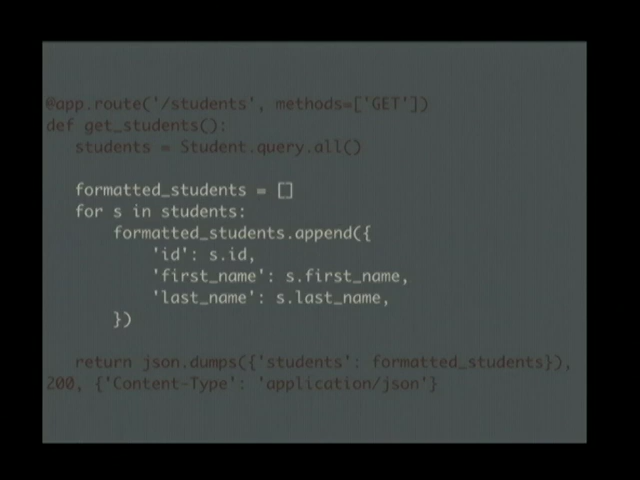 @app.route('/students', methods=['GET'])
def get_students():
students = Student.query.all()
formatted_students = []
for s in students:
formatted_students.append({
'id': s.id,
'first_name': s.first_name,
'last_name': s.last_name,
})
return json.dumps({'students': formatted_students}),
200, {'Content-Type': 'application/json'}